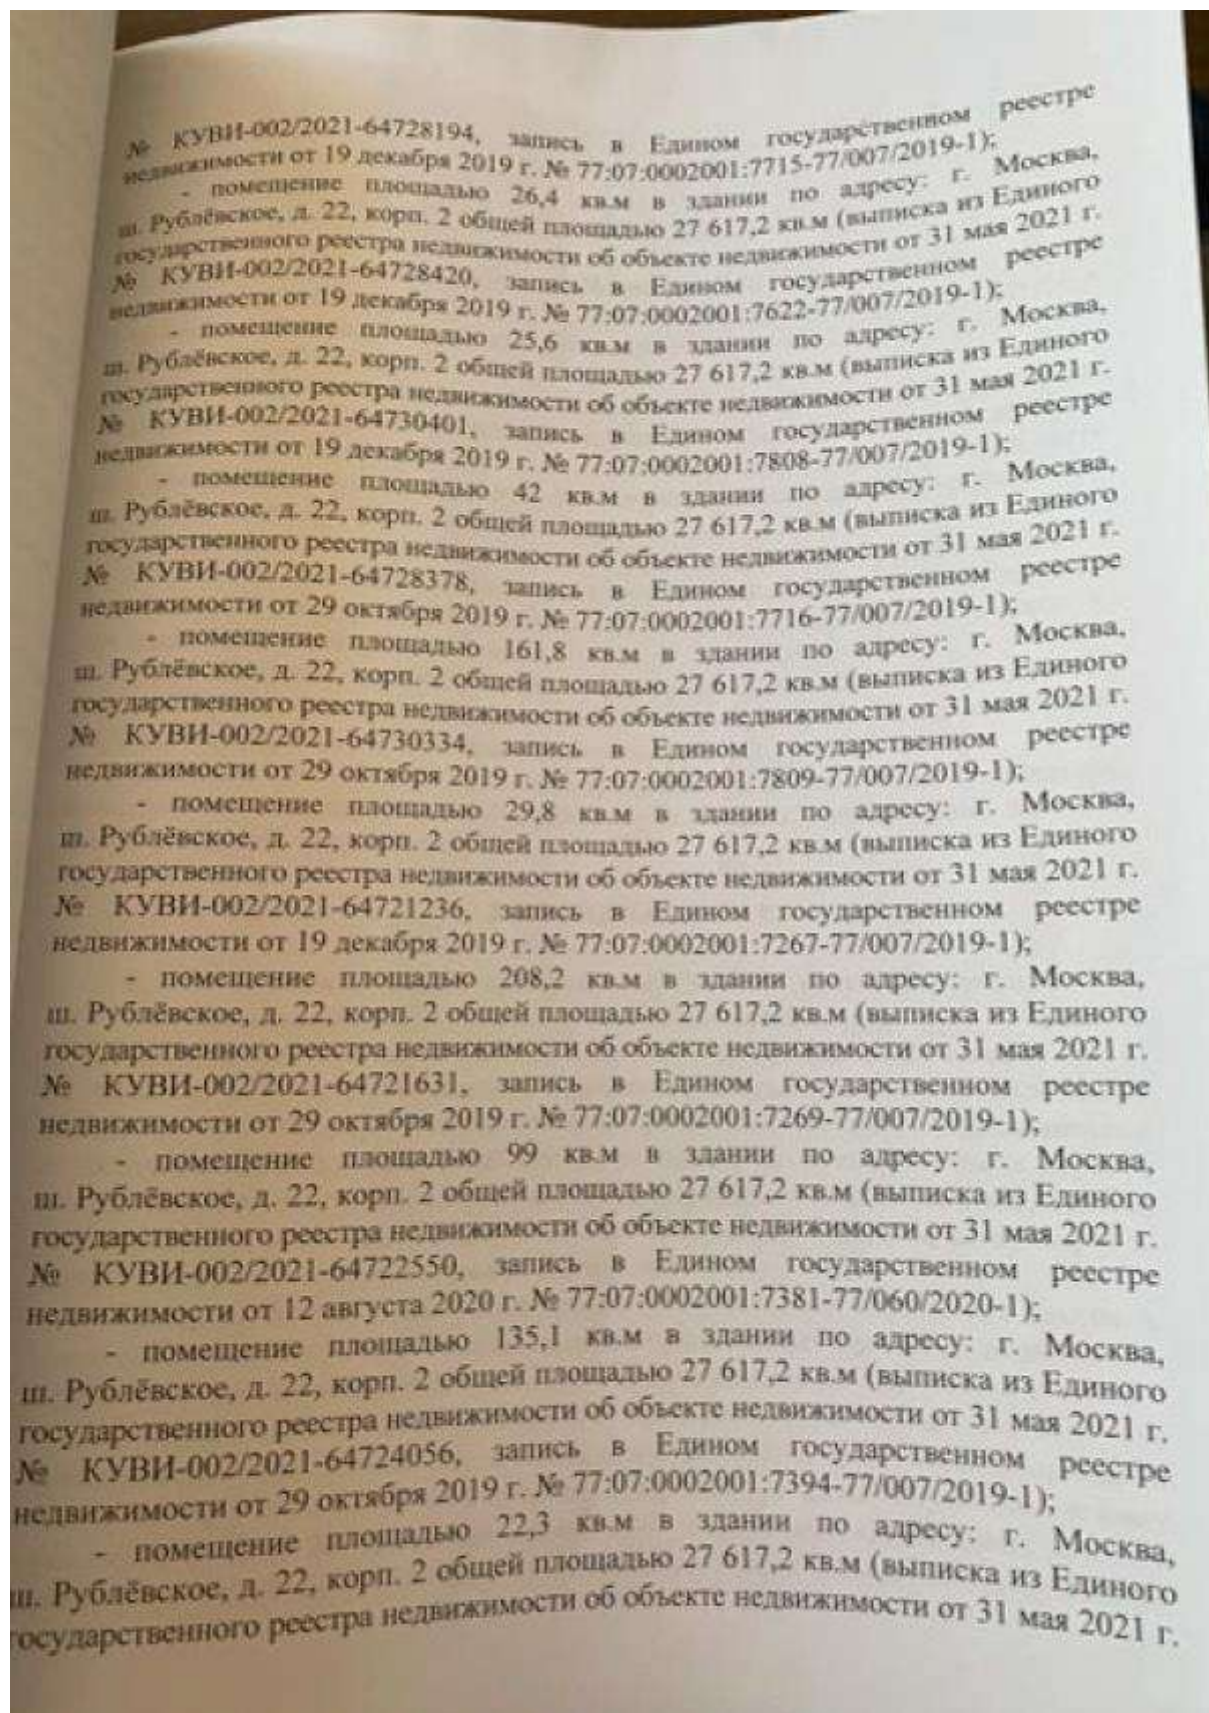 № КУВИ-002/2021-64728194, запись в Едином государственном реестре
недвижимости от 19 декабря 2019 г. № 77:07:0002001:7715-77/007/2019-1);
- помещение площадью 26,4 кв.м в здании по адресу: г. Москва,
ш. Рублёвское, д. 22, корп. 2 общей площадью 27 617,2 кв.м (выписка из Единого
государственного реестра недвижимости об объекте недвижимости от 31 мая 2021 г.
№ КУВИ-002/2021-64728420, запись в Едином государственном реестре
недвижимости от 19 декабря 2019 г. № 77:07:0002001:7622-77/007/2019-1);
- помещение площадью 25,6 кв.м в здании по адресу: г. Москва,
ш. Рублёвское, д. 22, корп. 2 общей площадью 27 617,2 кв.м (выписка из Единого
государственного реестра недвижимости об объекте недвижимости от 31 мая 2021 г.
№ КУВИ-002/2021-64730401, запись в Едином государственном реестре
недвижимости от 19 декабря 2019 г. № 77:07:0002001:7808-77/007/2019-1);
- помещение площадью 42 кв.м в здании по адресу: г. Москва,
ш. Рублёвское, д. 22, корп. 2 общей площадью 27 617,2 кв.м (выписка из Единого
государственного реестра недвижимости об объекте недвижимости от 31 мая 2021 г.
№ КУВИ-002/2021-64728378, запись в Едином государственном реестре
недвижимости от 29 октября 2019 г. № 77:07:0002001:7716-77/007/2019-1);
- помещение площадью 161,8 кв.м в здании по адресу: г. Москва,
ш. Рублёвское, д. 22, корп. 2 общей площадью 27 617,2 кв.м (выписка из Единого
государственного реестра недвижимости об объекте недвижимости от 31 мая 2021 г.
№ КУВИ-002/2021-64730334, запись в Едином государственном реестре
недвижимости от 29 октября 2019 г. № 77:07:0002001:7809-77/007/2019-1);
- помещение площадью 29,8 кв.м в здании по адресу: г. Москва,
ш. Рублёвское, д. 22, корп. 2 общей площадью 27 617,2 кв.м (выписка из Единого
государственного реестра недвижимости об объекте недвижимости от 31 мая 2021 г.
№ КУВИ-002/2021-64721236, запись в Едином государственном реестре
недвижимости от 19 декабря 2019 г. № 77:07:0002001:7267-77/007/2019-1);
- помещение площадью 208,2 кв.м в здании по адресу: г. Москва,
ш. Рублёвское, д. 22, корп. 2 общей площадью 27 617,2 кв.м (выписка из Единого
государственного реестра недвижимости об объекте недвижимости от 31 мая 2021 г.
№ КУВИ-002/2021-64721631, запись в Едином государственном реестре
недвижимости от 29 октября 2019 г. № 77:07:0002001:7269-77/007/2019-1);
- помещение площадью 99 кв.м в здании по адресу: г. Москва,
ш. Рублёвское, д. 22, корп. 2 общей площадью 27 617,2 кв.м (выписка из Единого
государственного реестра недвижимости об объекте недвижимости от 31 мая 2021 г.
№ КУВИ-002/2021-64722550, запись в Едином государственном реестре
недвижимости от 12 августа 2020 г. № 77:07:0002001:7381-77/060/2020-1);
- помещение площадью 135,1 кв.м в здании по адресу: г. Москва,
ш. Рублёвское, д. 22, корп. 2 общей площадью 27 617,2 кв.м (выписка из Единого
государственного реестра недвижимости об объекте недвижимости от 31 мая 2021 г.
№ КУВИ-002/2021-64724056, запись в Едином государственном реестре
недвижимости от 29 октября 2019 г. № 77:07:0002001:7394-77/007/2019-1);
- помещение площадью 22,3 кв.м в здании по адресу: г. Москва,
ш. Рублёвское, д. 22, корп. 2 общей площадью 27 617,2 кв.м (выписка из Единого
государственного реестра недвижимости об объекте недвижимости от 31 мая 2021 г.